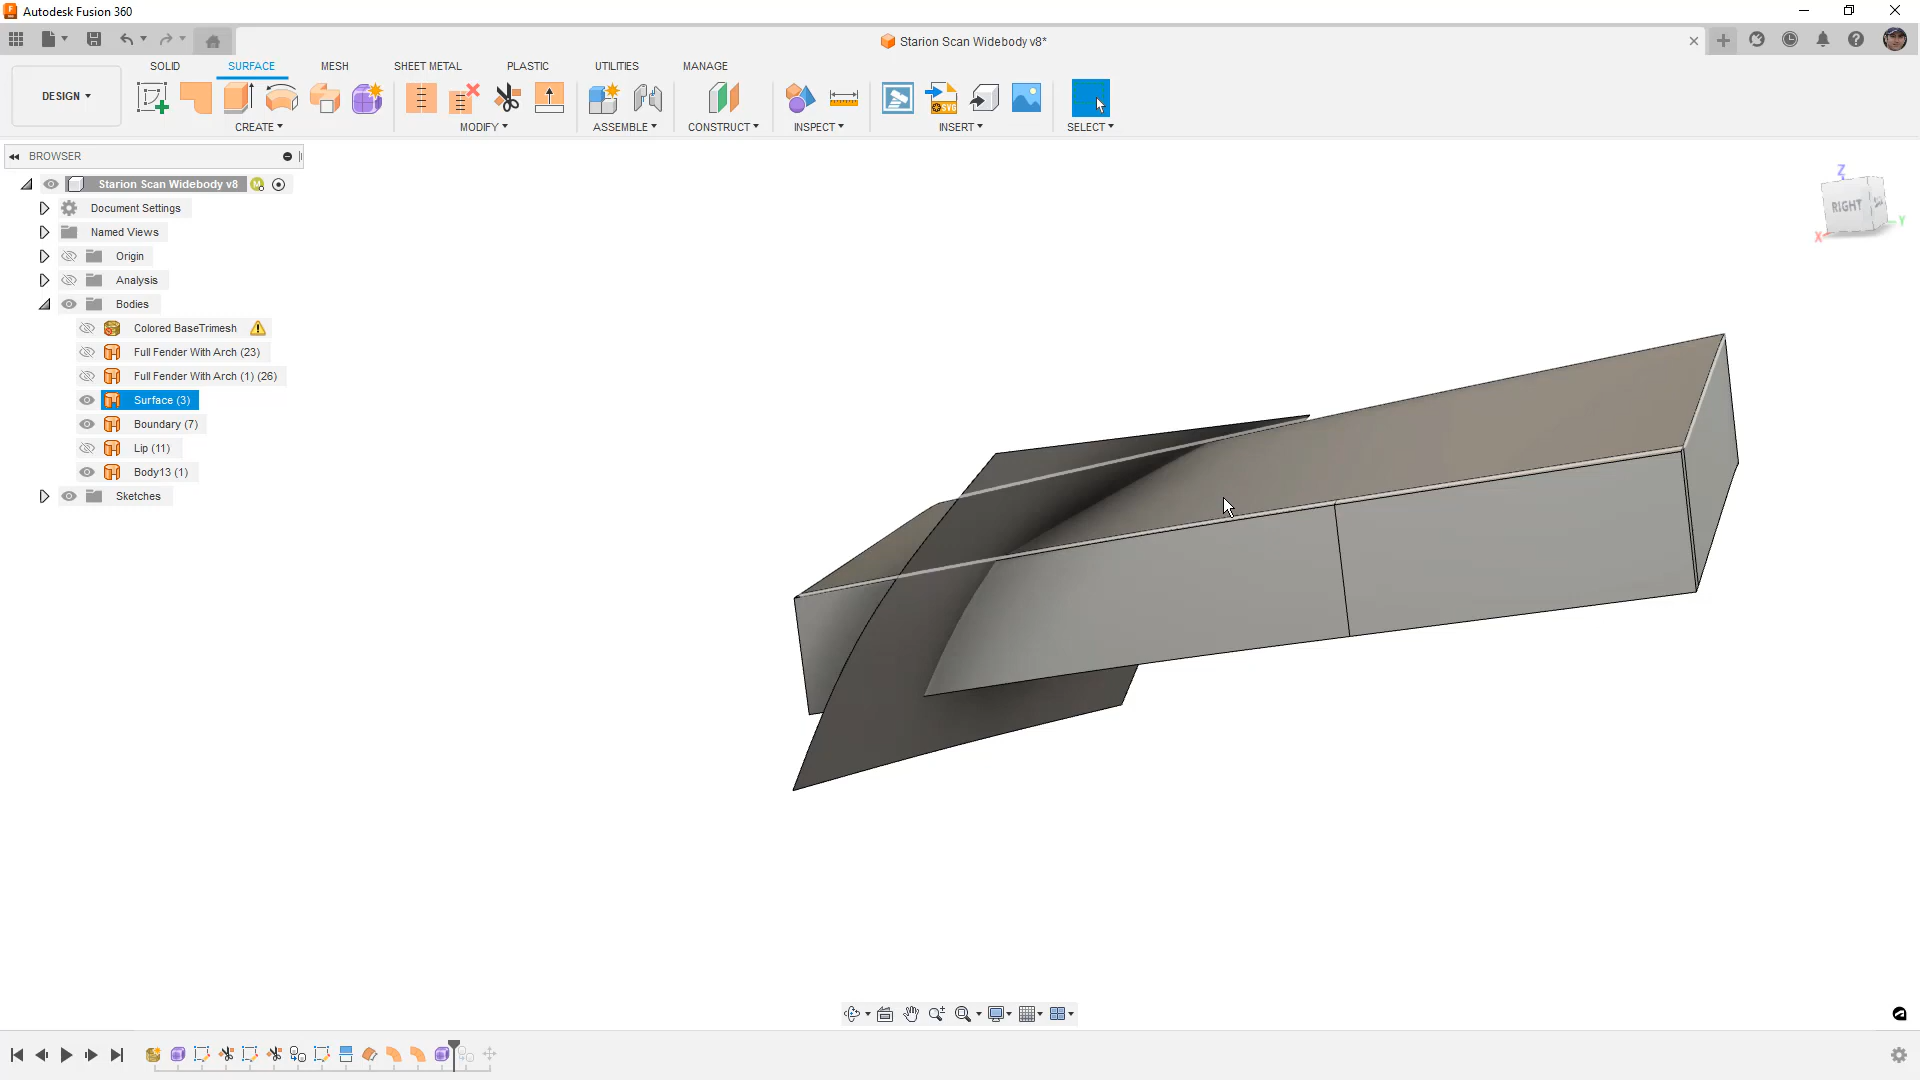 Autodesk Fusion 360
Starion Scan Widebody v8*
SOLID
SURFACE
MESH
SHEET METAL
PLASTIC
UTILITIES
MANAGE
DESIGN
CREATE
MODIFY
ASSEMBLE
CONSTRUCT
INSPECT
INSERT
SELECT
BROWSER
Starion Scan Widebody v8
Document Settings
Named Views
Origin
Analysis
Bodies
Colored BaseTrimesh
Full Fender With Arch (23)
Full Fender With Arch (1) (26)
Surface (3)
Boundary (7)
Lip (11)
Body13 (1)
Sketches
Z
RIGHT
X
Y